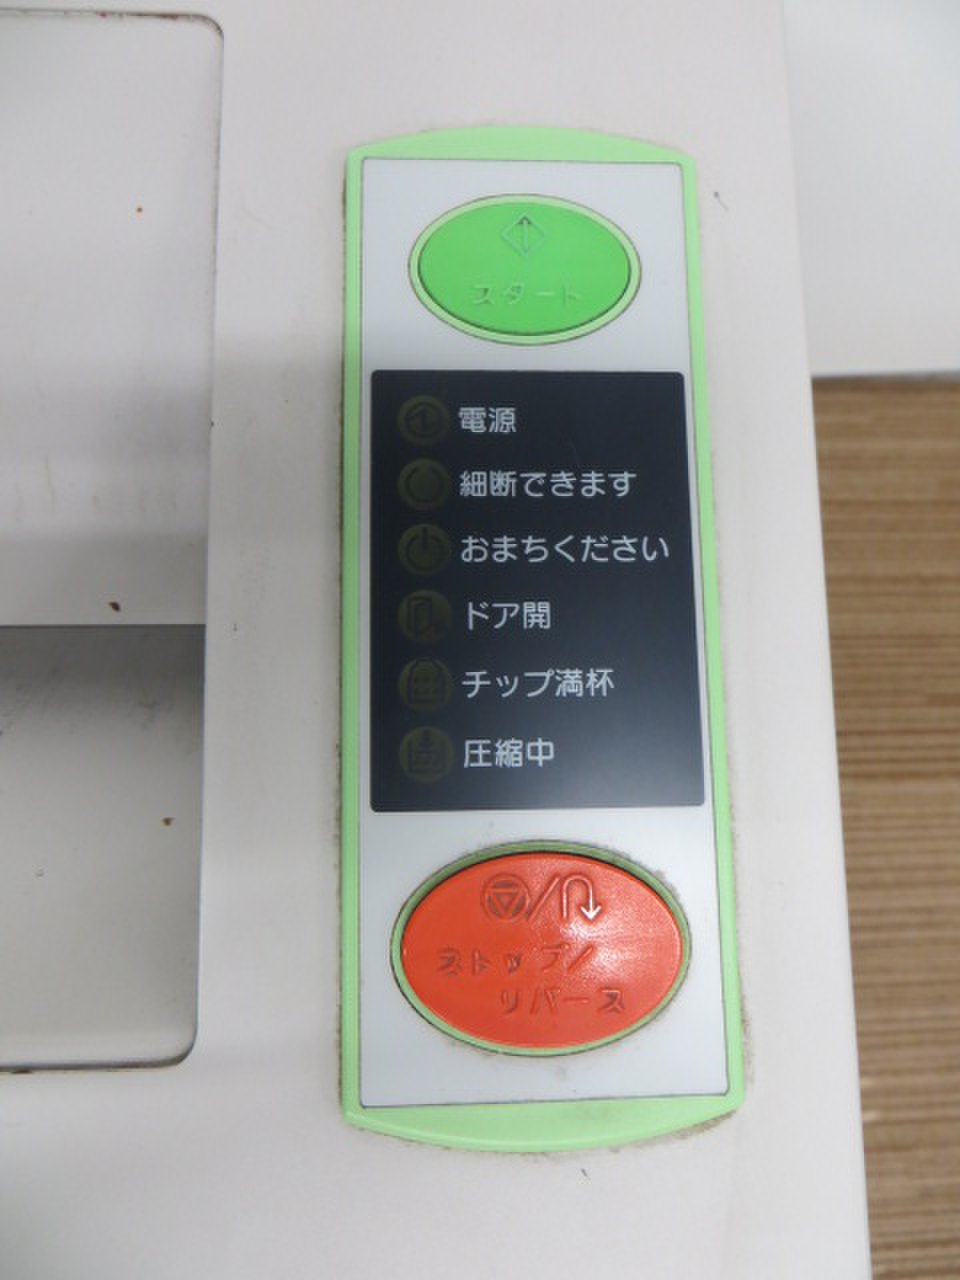 スタート
電源
細断できます
おまちください
ドア開
チップ満杯
圧縮中
ストップ/
リバース